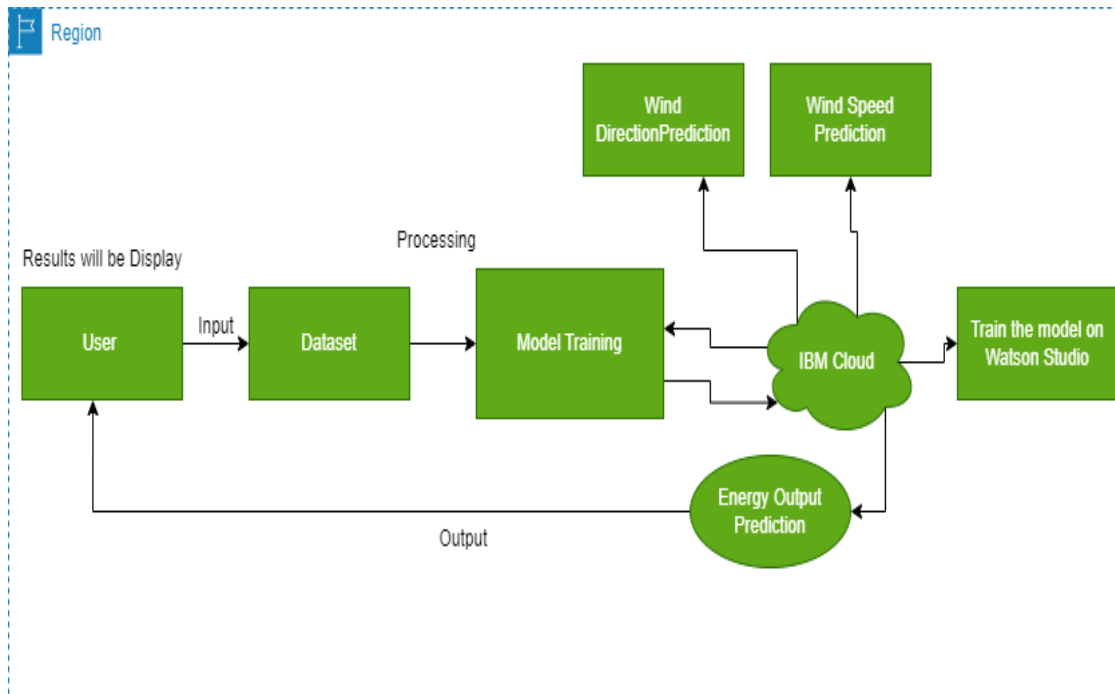 Region
Wind
DirectionPrediction
Wind Speed
Prediction
Results will be Display
Processing
User
Input
Dataset
Model Training
IBM Cloud
Train the model on
Watson Studio
Energy Output
Prediction
Output